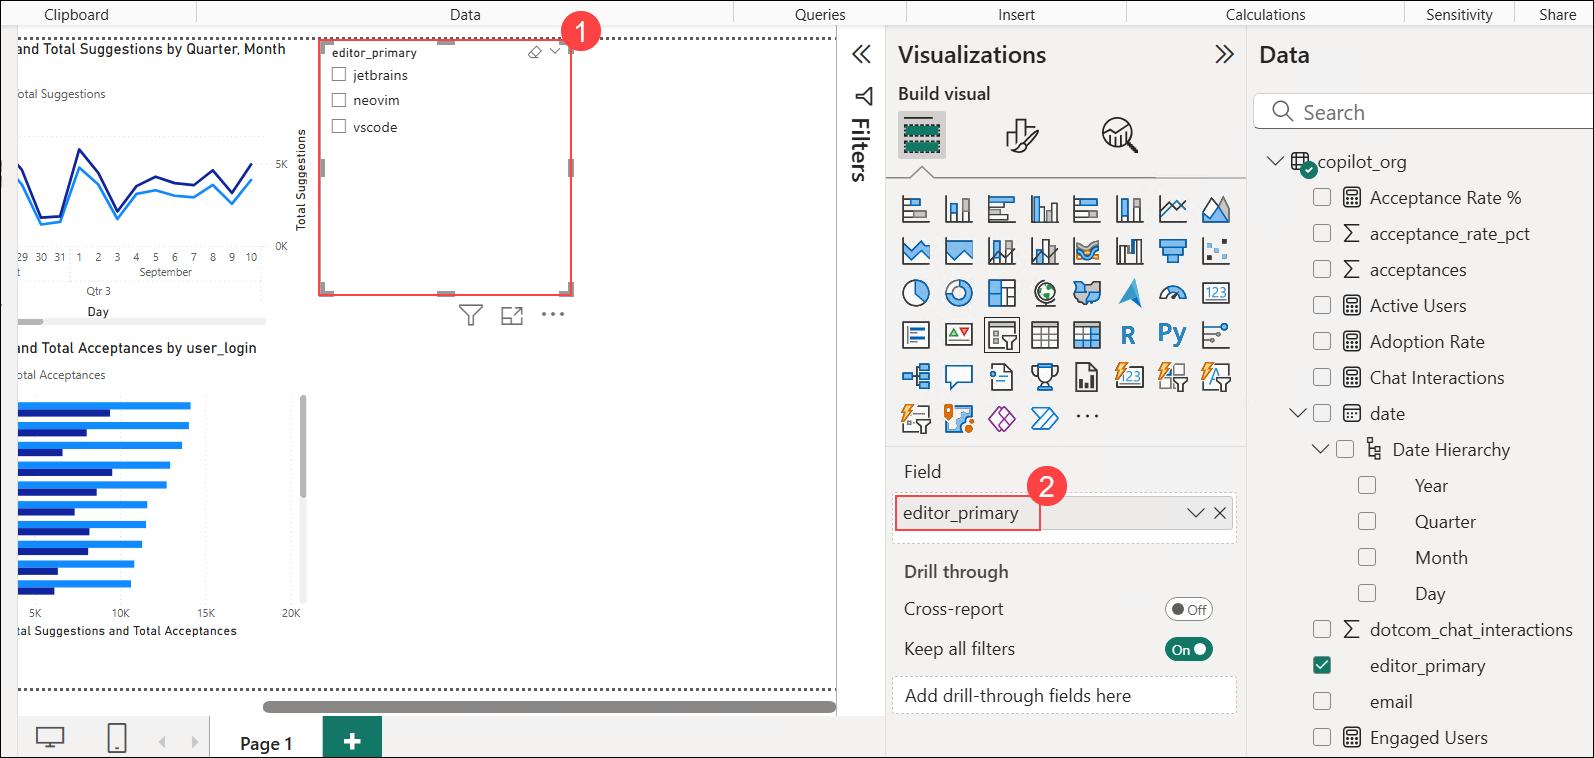 Clipboard
Data
Queries
Insert
Calculations
Sensitivity
Share
and Total Suggestions by Quarter, Month
otal Suggestions
Total Suggestions
5K
0K
29 30 31 1 2 3 4 5 6 7 8 9 10
t
September
Qtr 3
Day
1
editor_primary
jetbrains
neovim
vscode
and Total Acceptances by user_login
otal Acceptances
5K 10K 15K 20K
tal Suggestions and Total Acceptances
Page 1
Filters
Visualizations
Build visual
123
R
Py
123
A
Field
2
editor_primary
Drill through
Cross-report
Off
Keep all filters
On
Add drill-through fields here
Data
Search
copilot_org
Acceptance Rate %
acceptance_rate_pct
acceptances
Active Users
Adoption Rate
Chat Interactions
date
Date Hierarchy
Year
Quarter
Month
Day
dotcom_chat_interactions
editor_primary
email
Engaged Users